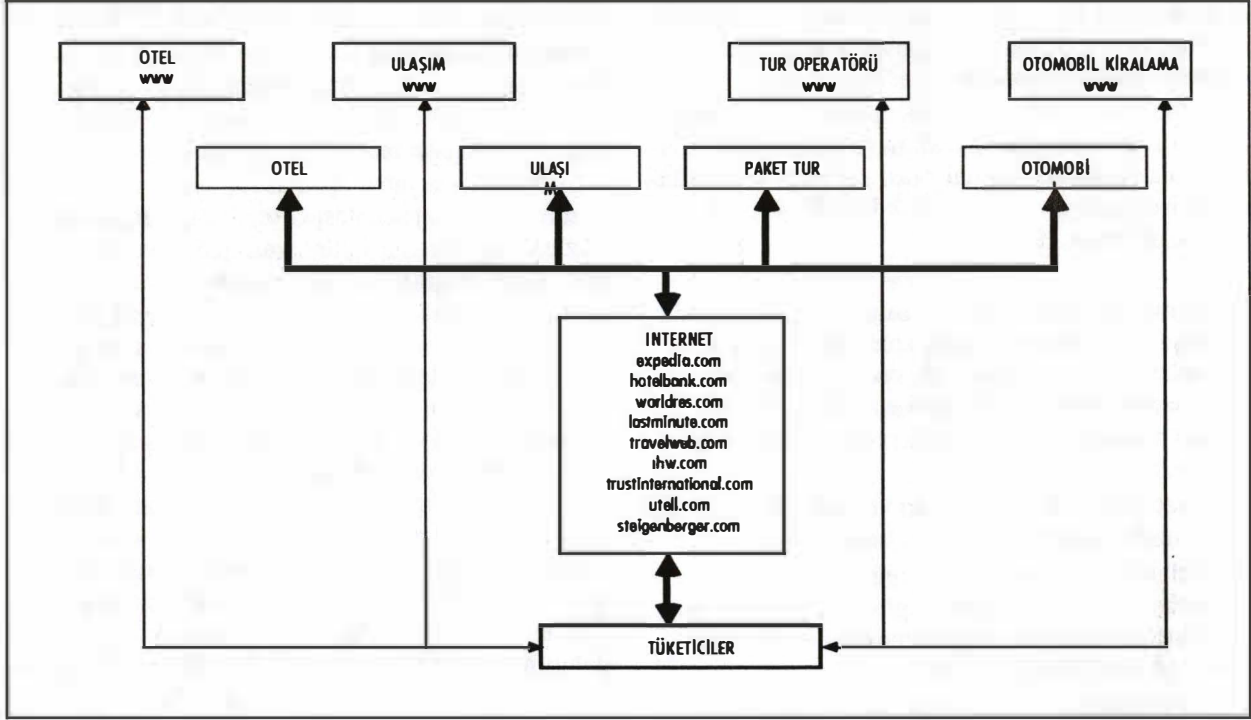 OTEL
www
ULAŞIM
www
TUR OPERATÖRÜ
www
OTOMOBİL KİRALAMA
www
OTEL
ULAŞI
M
PAKET TUR
OTOMOBİ
INTERNET
expedia.com
hotelbank.com
worldres.com
lastminute.com
travelweb.com
ihw.com
trustinternational.com
utell.com
steigenberger.com
TÜKETİCİLER